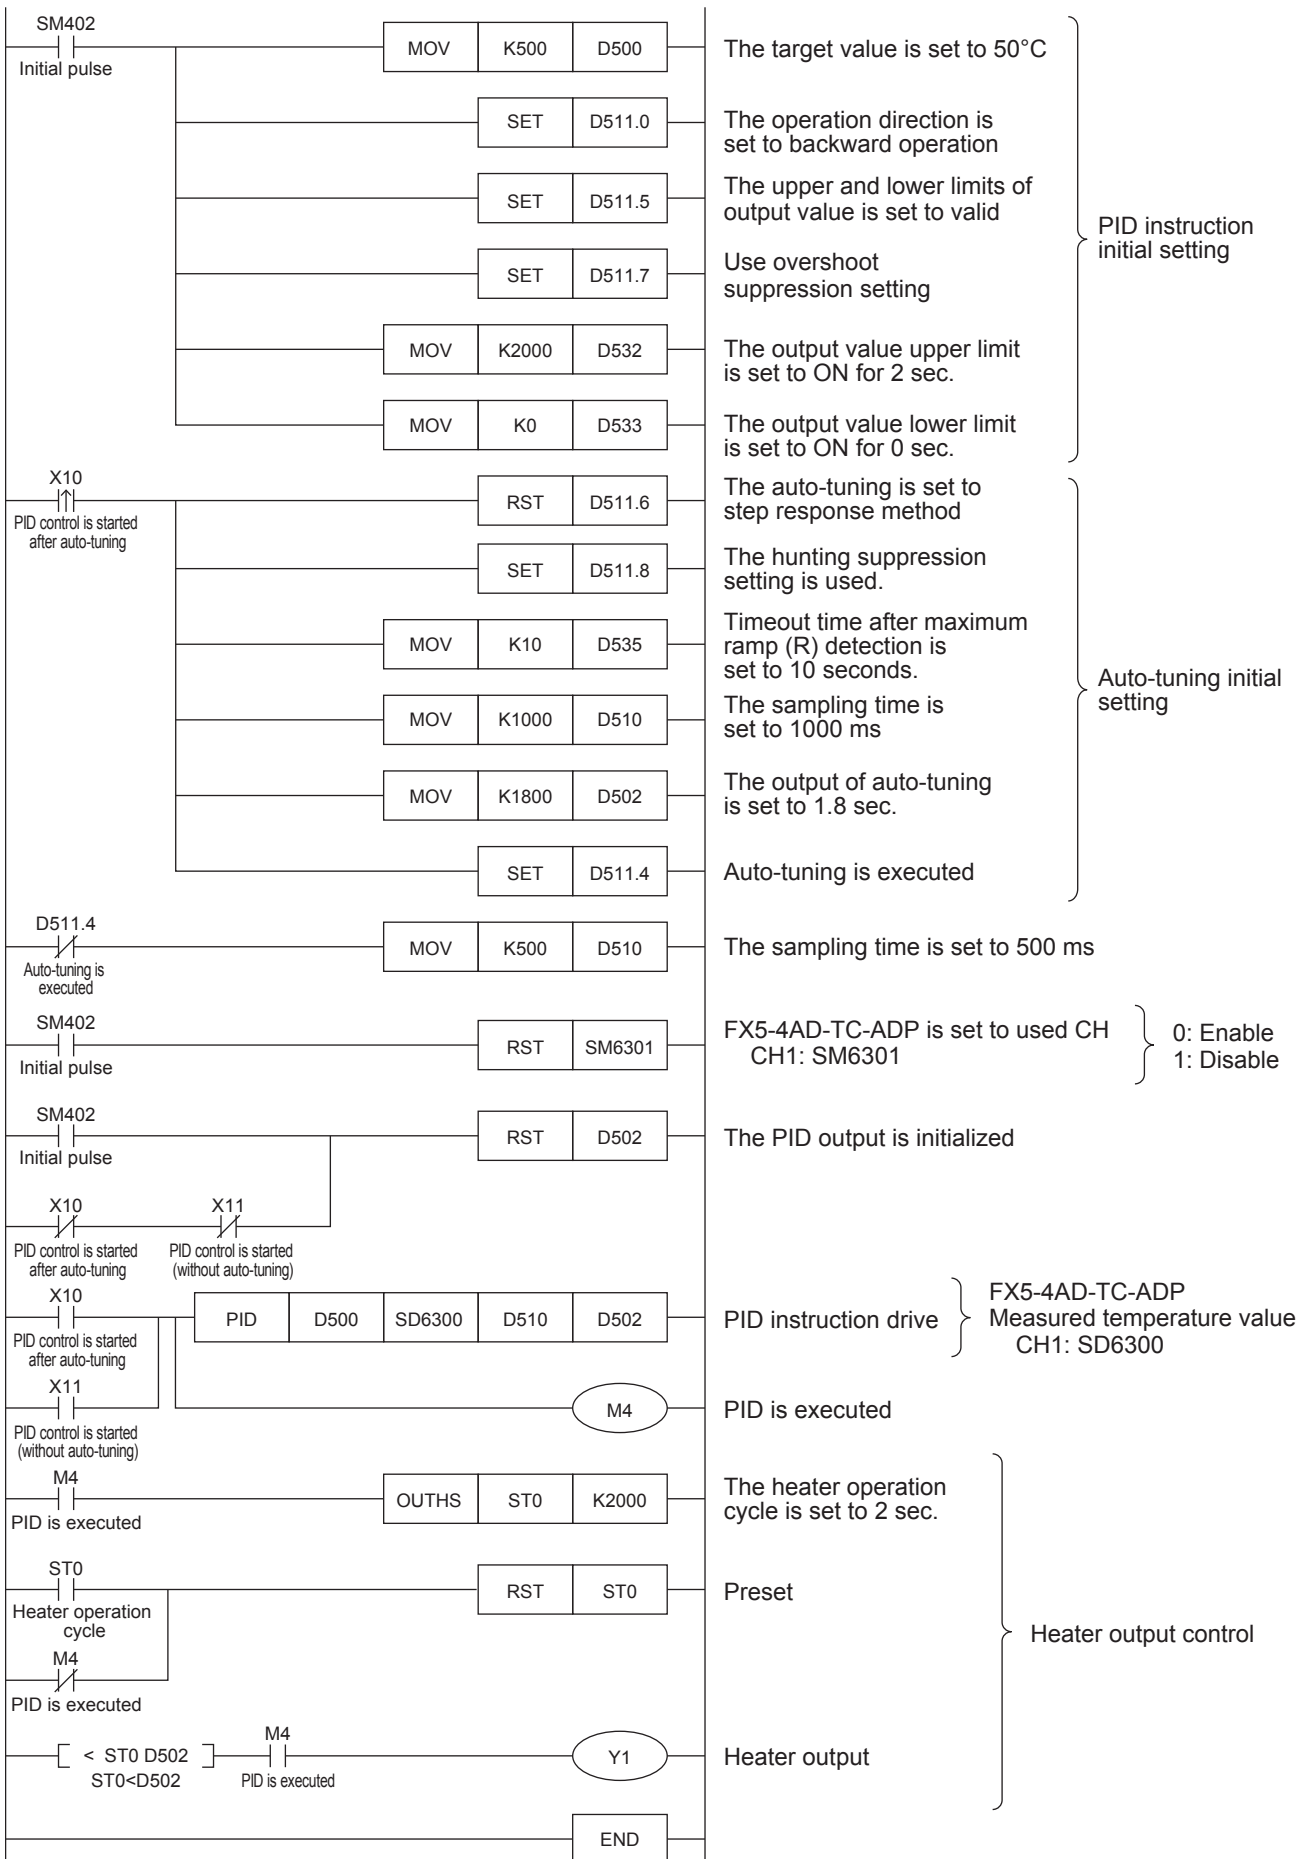 SM402
Initial pulse
MOV K500 D500
The target value is set to 50°C
SET D511.0
The operation direction is
set to backward operation
SET D511.5
The upper and lower limits of
output value is set to valid
PID instruction
initial setting
SET D511.7
Use overshoot
suppression setting
MOV K2000 D532
The output value upper limit
is set to ON for 2 sec.
MOV K0 D533
The output value lower limit
is set to ON for 0 sec.
X10
PID control is started
after auto-tuning
RST D511.6
The auto-tuning is set to
step response method
SET D511.8
The hunting suppression
setting is used.
MOV K10 D535
Timeout time after maximum
ramp (R) detection is
set to 10 seconds.
Auto-tuning initial
setting
MOV K1000 D510
The sampling time is
set to 1000 ms
MOV K1800 D502
The output of auto-tuning
is set to 1.8 sec.
SET D511.4
Auto-tuning is executed
D511.4
Auto-tuning is
executed
MOV K500 D510
The sampling time is set to 500 ms
SM402
Initial pulse
RST SM6301
FX5-4AD-TC-ADP is set to used CH
CH1: SM6301
0: Enable
1: Disable
SM402
Initial pulse
RST D502
The PID output is initialized
X10 X11
PID control is started PID control is started
after auto-tuning (without auto-tuning)
X10
PID control is started
after auto-tuning
PID D500 SD6300 D510 D502
PID instruction drive
FX5-4AD-TC-ADP
Measured temperature value
CH1: SD6300
X11
PID control is started
(without auto-tuning)
M4
PID is executed
M4
PID is executed
OUTHS ST0 K2000
The heater operation
cycle is set to 2 sec.
ST0
Heater operation
cycle
RST ST0
Preset
Heater output control
M4
PID is executed
< ST0 D502
ST0<D502
M4
PID is executed
Y1
Heater output
END